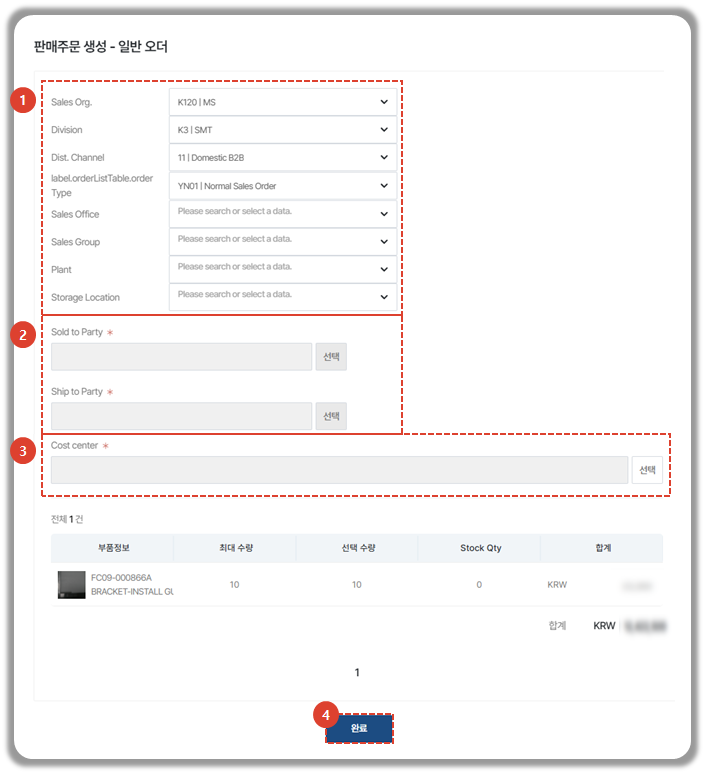 판매주문 생성 - 일반 오더
1
Sales Org. K120 | MS
Division K3 | SMT
Dist. Channel 11 | Domestic B2B
label.orderListTable.order
Type YN01 | Normal Sales Order
Sales Office Please search or select a data.
Sales Group Please search or select a data.
Plant Please search or select a data.
Storage Location Please search or select a data.
2
Sold to Party *
선택
Ship to Party *
선택
3
Cost center *
선택
전체 1 건
부품정보 최대 수량 선택 수량 Stock Qty 합계
FC09-000866A
BRACKET-INSTALL GU 10 10 0 KRW
합계 KRW
1
4
완료